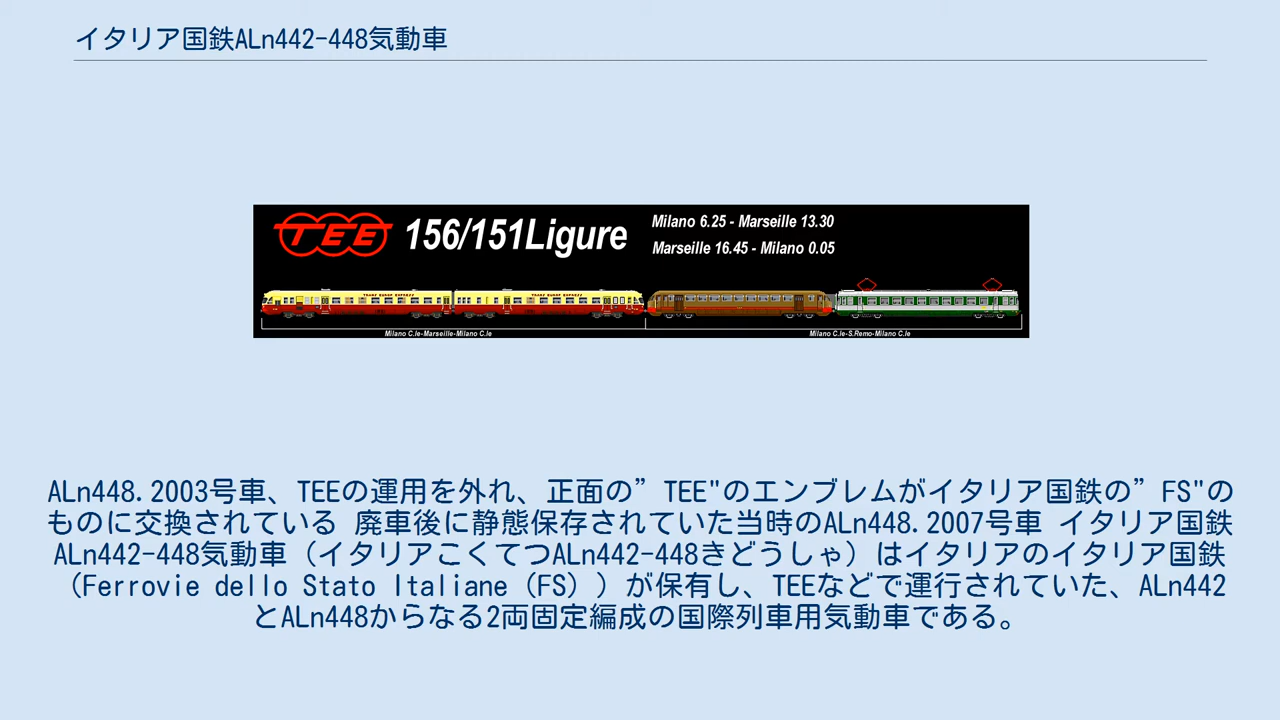 イタリア国鉄ALn442-448気動車
TEE 156/151Ligure
Milano 6.25 - Marseille 13.30
Marseille 16.45 - Milano 0.05
TRANS EUROP EXPRESS TRANS EUROP EXPRESS
Milano C.le-Marseille-Milano C.le
Milano C.le-S.Remo-Milano C.le
ALn448.2003号車、TEEの運用を外れ、正面の”TEE"のエンブレムがイタリア国鉄の”FS"の
ものに交換されている 廃車後に静態保存されていた当時のALn448.2007号車 イタリア国鉄
ALn442-448気動車（イタリアこくてつALn442-448きどうしゃ）はイタリアのイタリア国鉄
（Ferrovie dello Stato Italiane（FS））が保有し、TEEなどで運行されていた、ALn442
とALn448からなる2両固定編成の国際列車用気動車である。